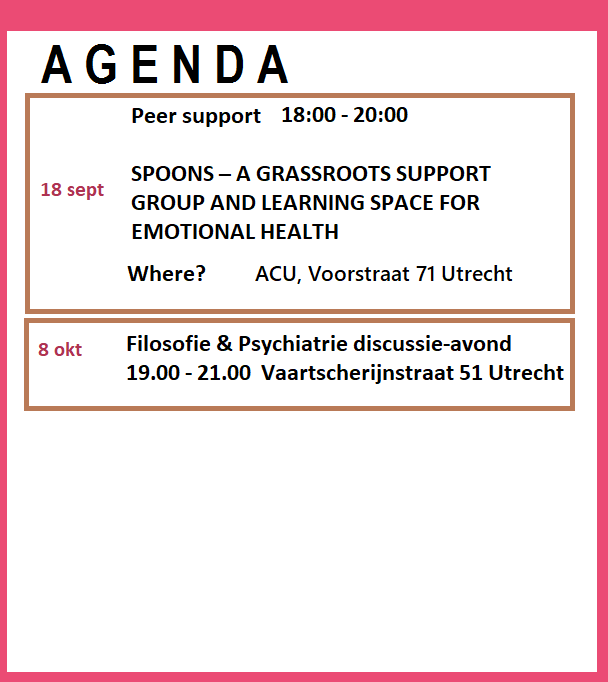 AGENDA
Peer support 18:00 - 20:00
18 sept
SPOONS – A GRASSROOTS SUPPORT
GROUP AND LEARNING SPACE FOR
EMOTIONAL HEALTH
Where? ACU, Voorstraat 71 Utrecht
8 okt
Filosofie & Psychiatrie discussie-avond
19.00 - 21.00 Vaartscherijnstraat 51 Utrecht